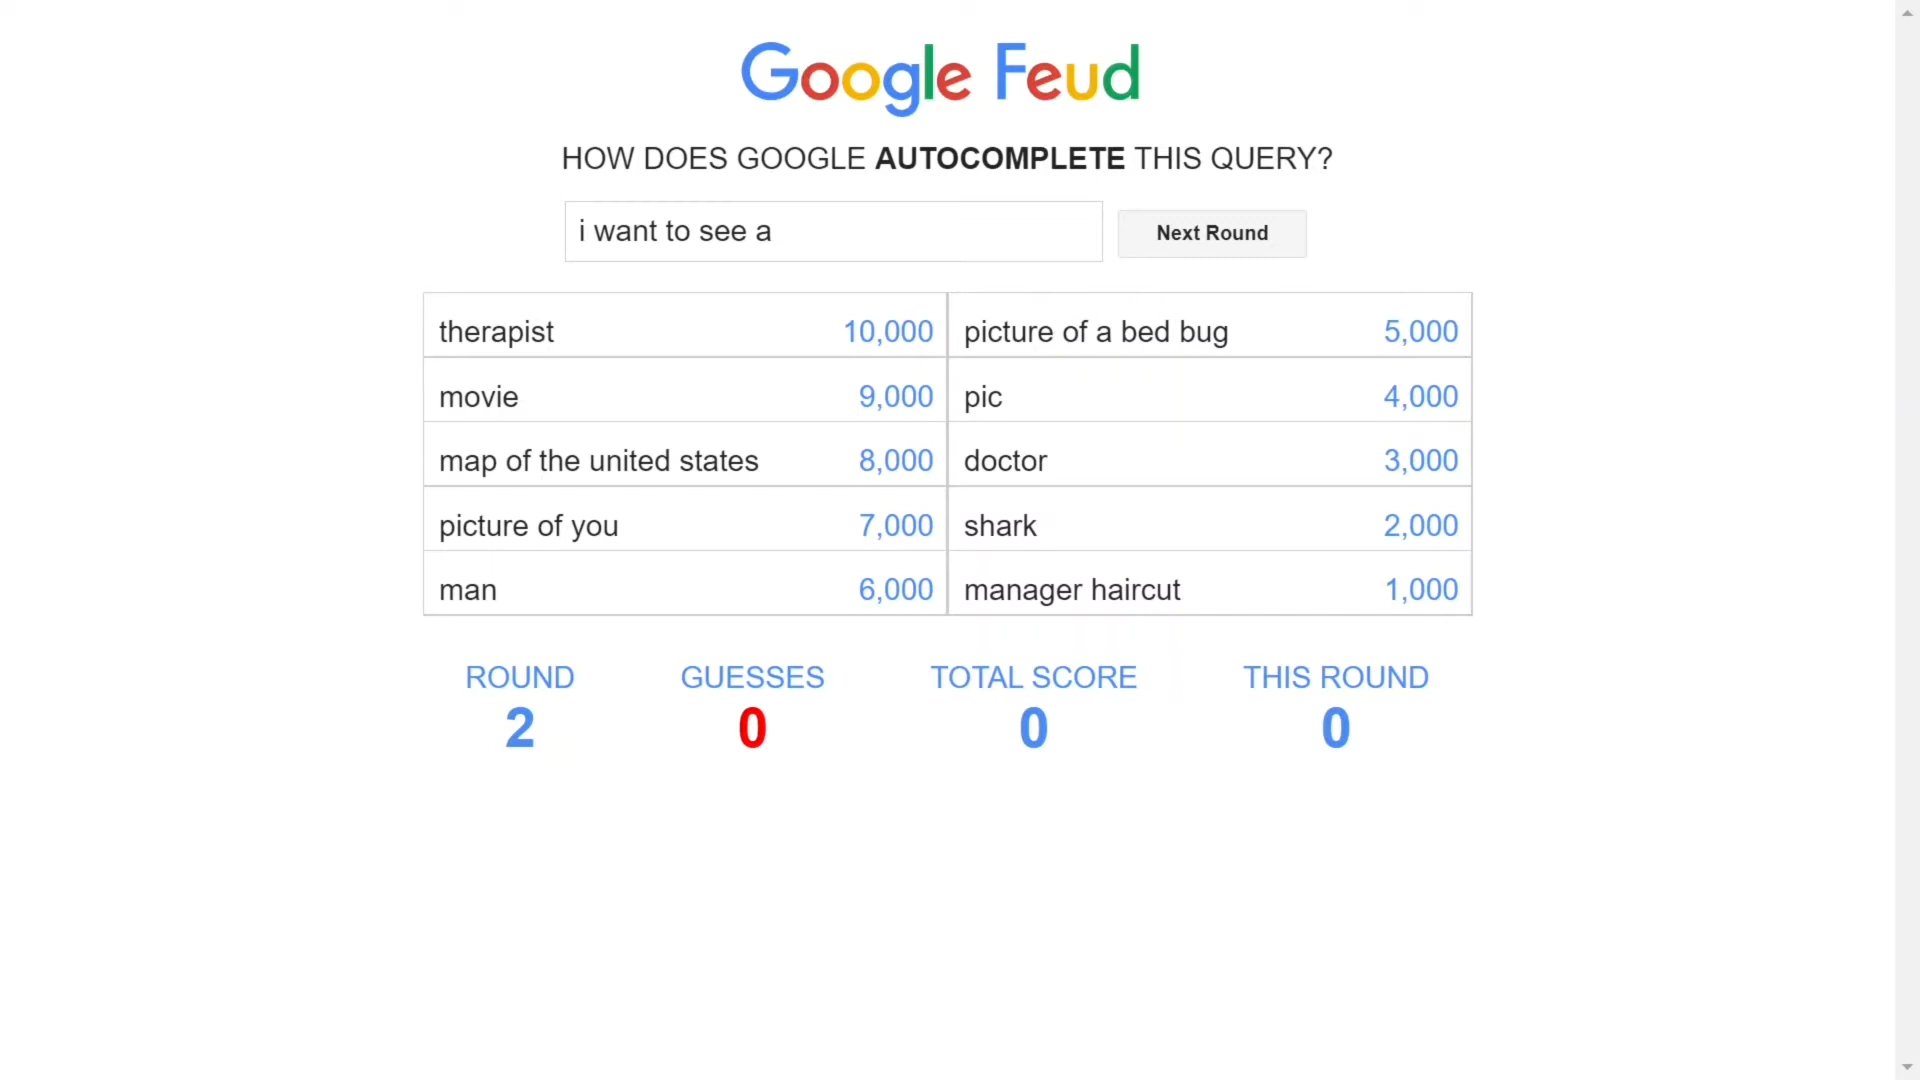 Google Feud
HOW DOES GOOGLE AUTOCOMPLETE THIS QUERY?
i want to see a
Next Round
therapist 10,000
movie 9,000
map of the united states 8,000
picture of you 7,000
man 6,000
picture of a bed bug 5,000
pic 4,000
doctor 3,000
shark 2,000
manager haircut 1,000
ROUND GUESSES TOTAL SCORE THIS ROUND
2 0 0 0